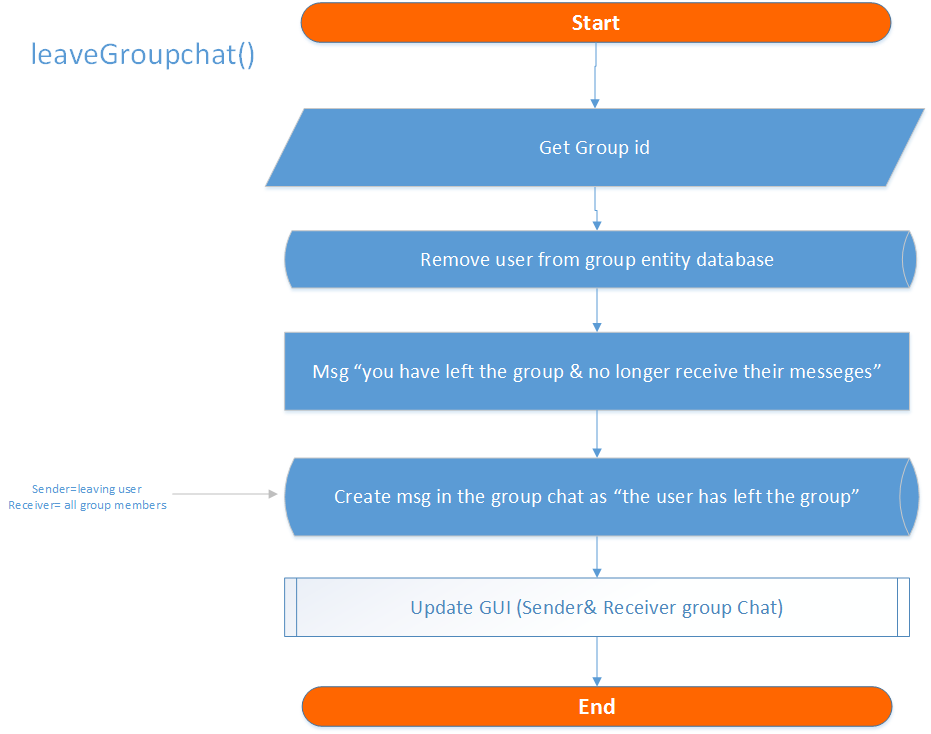 Start
leaveGroupchat()
Get Group id
Remove user from group entity database
Msg “you have left the group & no longer receive their messeges”
Sender=leaving user
Receiver= all group members
Create msg in the group chat as “the user has left the group”
Update GUI (Sender& Receiver group Chat)
End